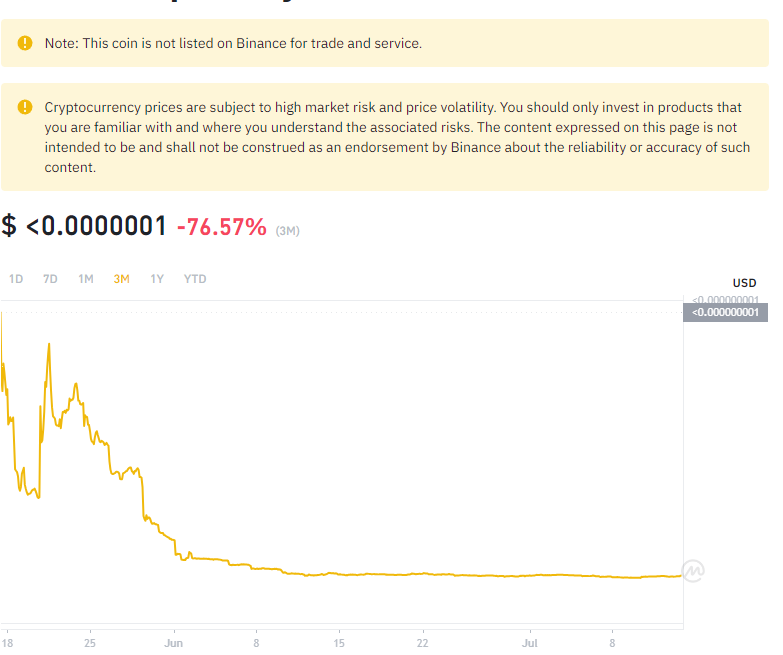 Note: This coin is not listed on Binance for trade and service.
Cryptocurrency prices are subject to high market risk and price volatility. You should only invest in products that
you are familiar with and where you understand the associated risks. The content expressed on this page is not
intended to be and shall not be construed as an endorsement by Binance about the reliability or accuracy of such
content.
$ <0.0000001 -76.57% (3M)
1D 7D 1M 3M 1Y YTD
USD
<0.000000001
<0.000000001
18 25 Jun 8 15 22 Jul 8